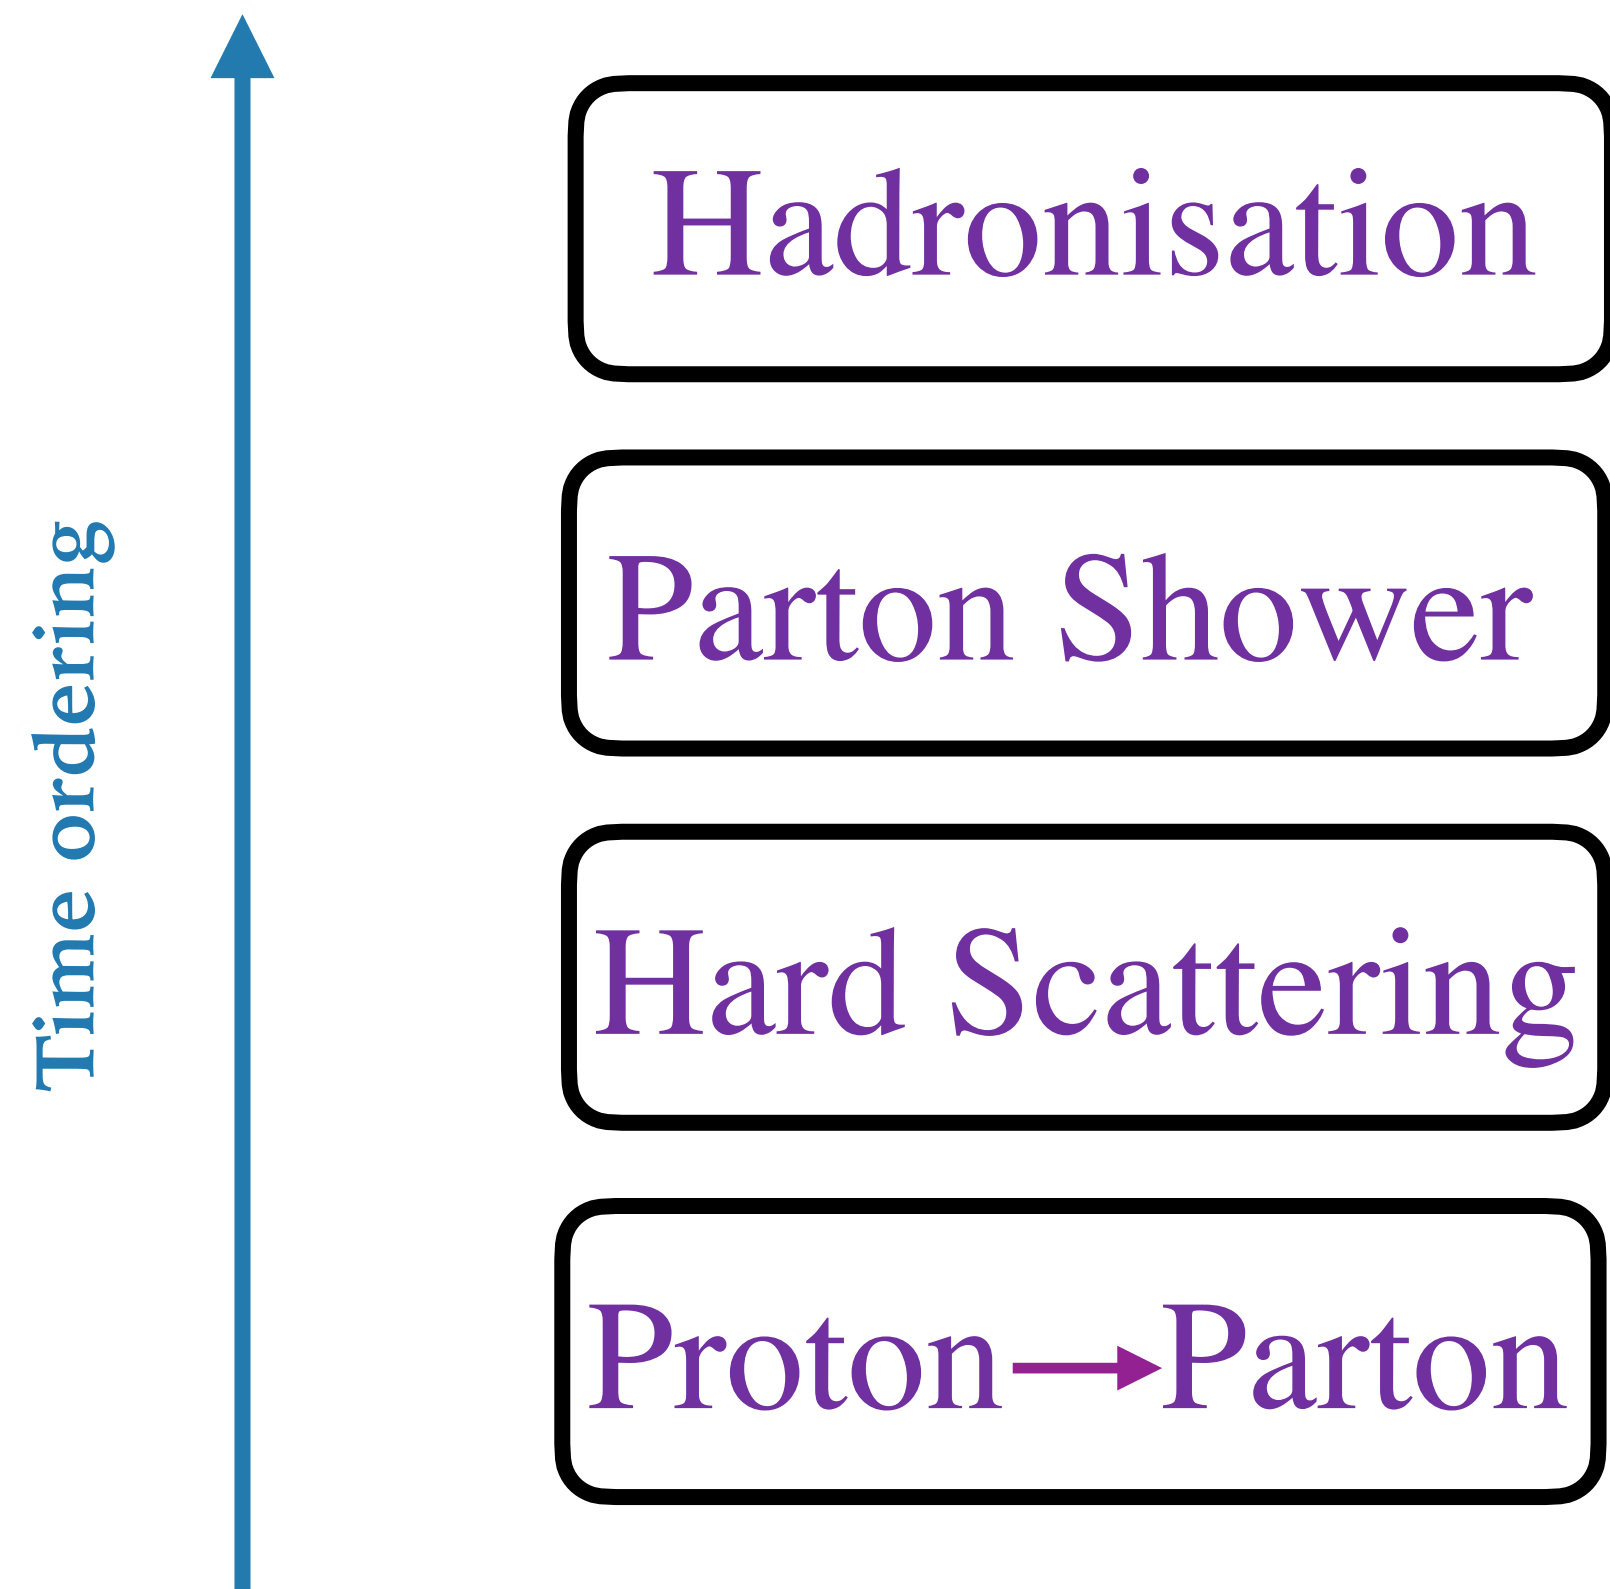 Time ordering
Hadronisation
Parton Shower
Hard Scattering
Proton → Parton